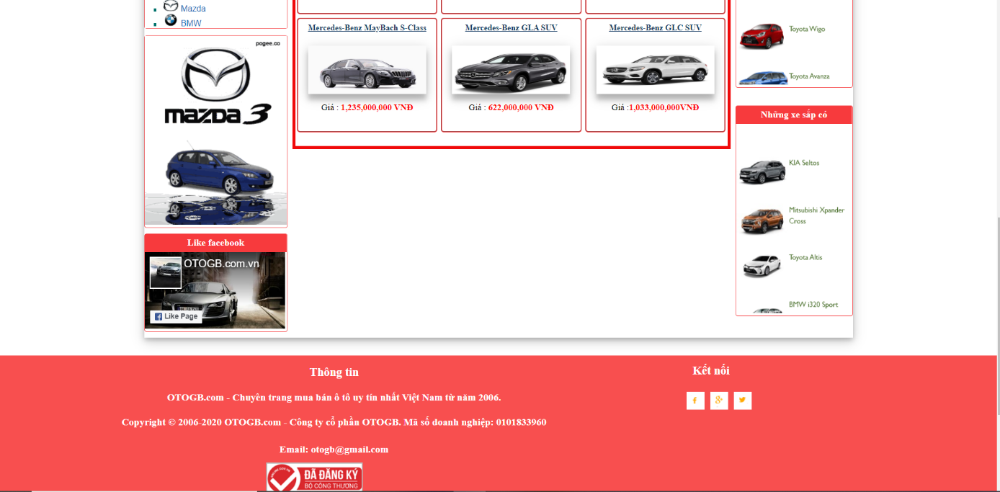 Mazda
BMW
pogee.co
mazda 3
Like facebook
OTOGB.com.vn
Like Page
Mercedes-Benz MayBach S-Class
Giá : 1,235,000,000 VNĐ
Mercedes-Benz GLA SUV
Giá : 622,000,000 VNĐ
Mercedes-Benz GLC SUV
Giá :1,033,000,000VNĐ
Toyota Wigo
Toyota Avanza
Những xe sắp có
KIA Seltos
Mitsubishi Xpander
Cross
Toyota Altis
BMW i320 Sport
Thông tin
OTOGB.com - Chuyên trang mua bán ô tô uy tín nhất Việt Nam từ năm 2006.
Copyright © 2006-2020 OTOGB.com - Công ty cổ phần OTOGB. Mã số doanh nghiệp: 0101833960
Email: otogb@gmail.com
ĐÃ ĐĂNG KÝ
BỘ CÔNG THƯƠNG
Kết nối